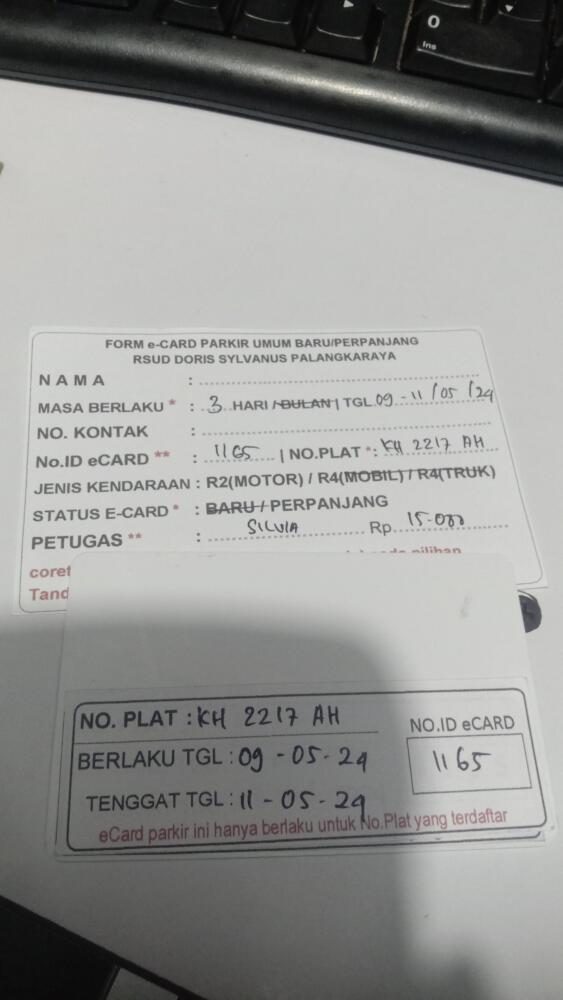 0
Ins
FORM e-CARD PARKIR UMUM BARU/PERPANJANG
RSUD DORIS SYLVANUS PALANGKARAYA
N A M A :
MASA BERLAKU * : 3 HARI / BULAN | TGL 09 - 11 / 05 / 24
NO. KONTAK :
No.ID eCARD ** : 1165 | NO.PLAT *: KH 2217 AH
JENIS KENDARAAN : R2(MOTOR) / R4(MOBIL) / R4(TRUK)
STATUS E-CARD * : BARU / PERPANJANG
PETUGAS ** : SILVIA Rp. 15.000
coret pilihan
Tand
NO. PLAT : KH 2217 AH
NO.ID eCARD
BERLAKU TGL : 09 - 05 - 24
1165
TENGGAT TGL : 11 - 05 - 24
eCard parkir ini hanya berlaku untuk No.Plat yang terdaftar